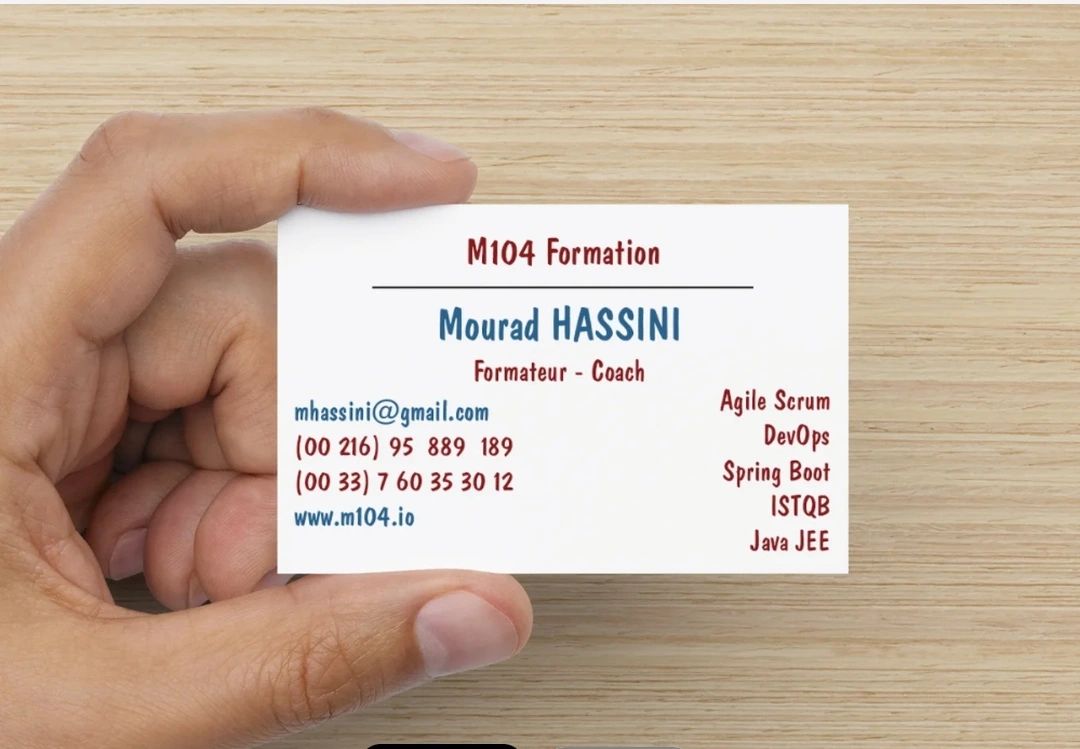 M104 Formation
Mourad HASSINI
Formateur - Coach
mhassini@gmail.com
(00 216) 95 889 189
(00 33) 7 60 35 30 12
www.m104.io
Agile Scrum
DevOps
Spring Boot
ISTQB
Java JEE